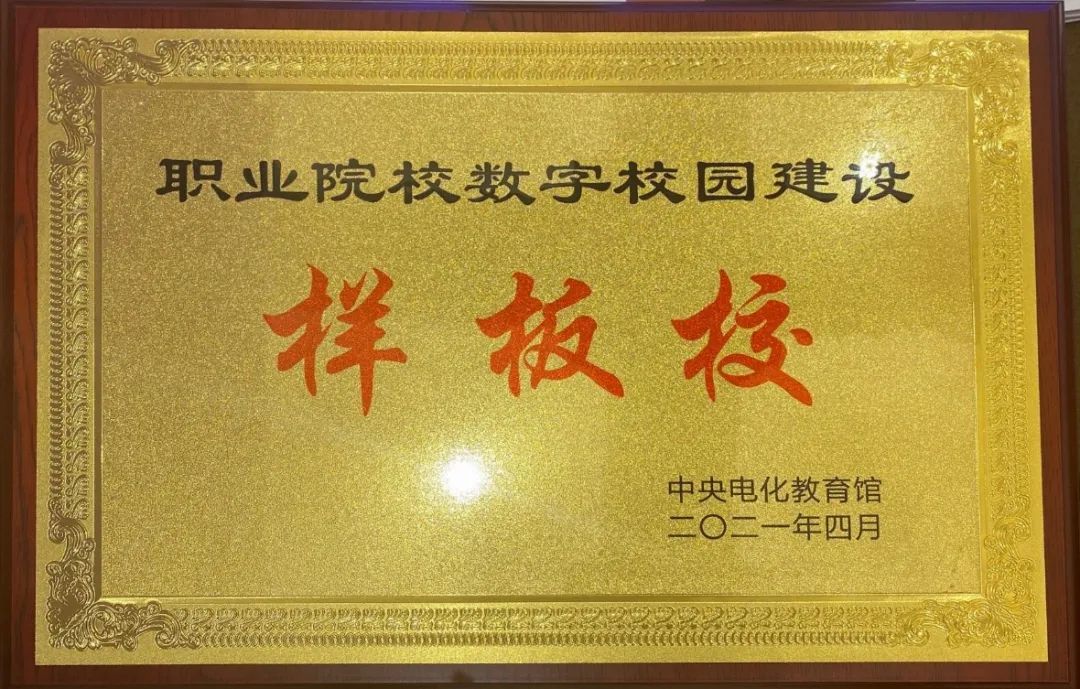 职业院校数字校园建设
样板校
中央电化教育馆
二〇二一年四月